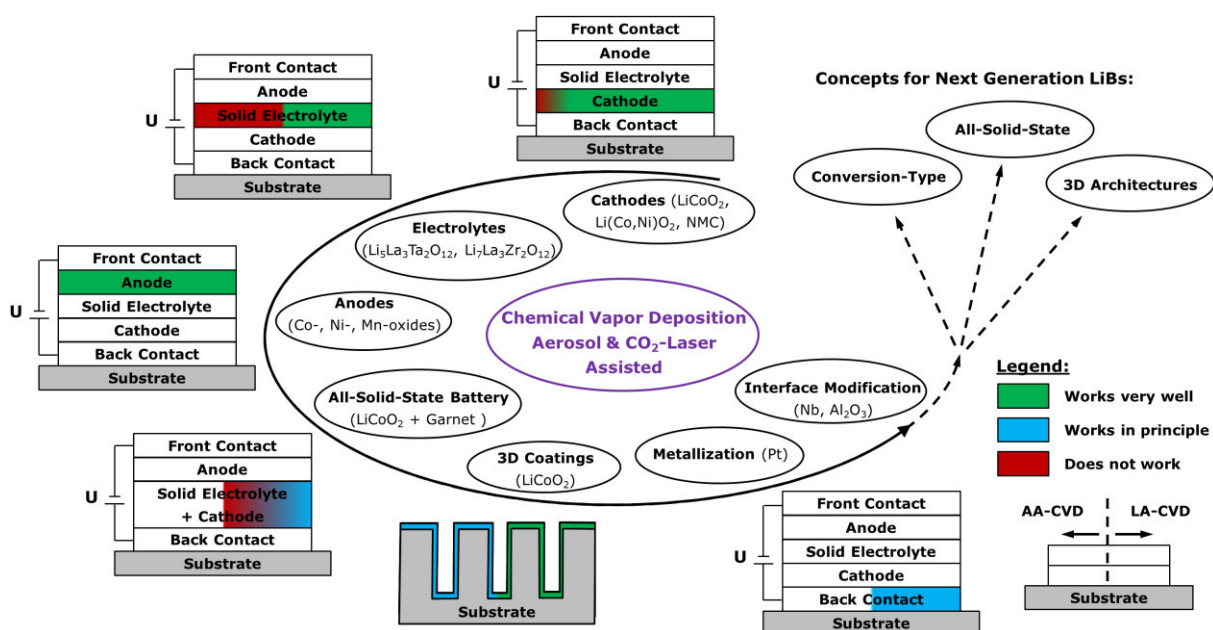 Front Contact
Anode
Solid Electrolyte
Cathode
Back Contact
Substrate
U
Front Contact
Anode
Solid Electrolyte
Cathode
Back Contact
Substrate
U
Concepts for Next Generation LiBs:
All-Solid-State
Conversion-Type
3D Architectures
Cathodes (LiCoO₂,
Li(Co,Ni)O₂, NMC)
Electrolytes
(Li₅La₃Ta₂O₁₂, Li₇La₃Zr₂O₁₂)
Front Contact
Anode
Solid Electrolyte
Cathode
Back Contact
Substrate
U
Anodes
(Co-, Ni-, Mn-oxides)
Chemical Vapor Deposition
Aerosol & CO₂-Laser
Assisted
All-Solid-State Battery
(LiCoO₂ + Garnet )
Interface Modification
(Nb, Al₂O₃)
Legend:
Works very well
Works in principle
Does not work
Front Contact
Anode
Solid Electrolyte
+ Cathode
Back Contact
Substrate
U
3D Coatings
(LiCoO₂)
Metallization (Pt)
Substrate
Front Contact
Anode
Solid Electrolyte
Cathode
Back Contact
Substrate
U
AA-CVD
LA-CVD
Substrate